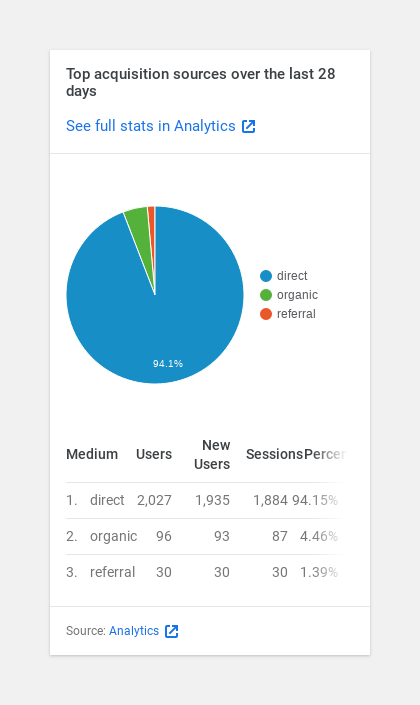 Top acquisition sources over the last 28
days
See full stats in Analytics
direct
organic
referral
94.1%
Medium Users New Users Sessions
1. direct 2,027 1,935 1,884 94.15%
2. organic 96 93 87 4.46%
3. referral 30 30 30 1.39%
Source: Analytics